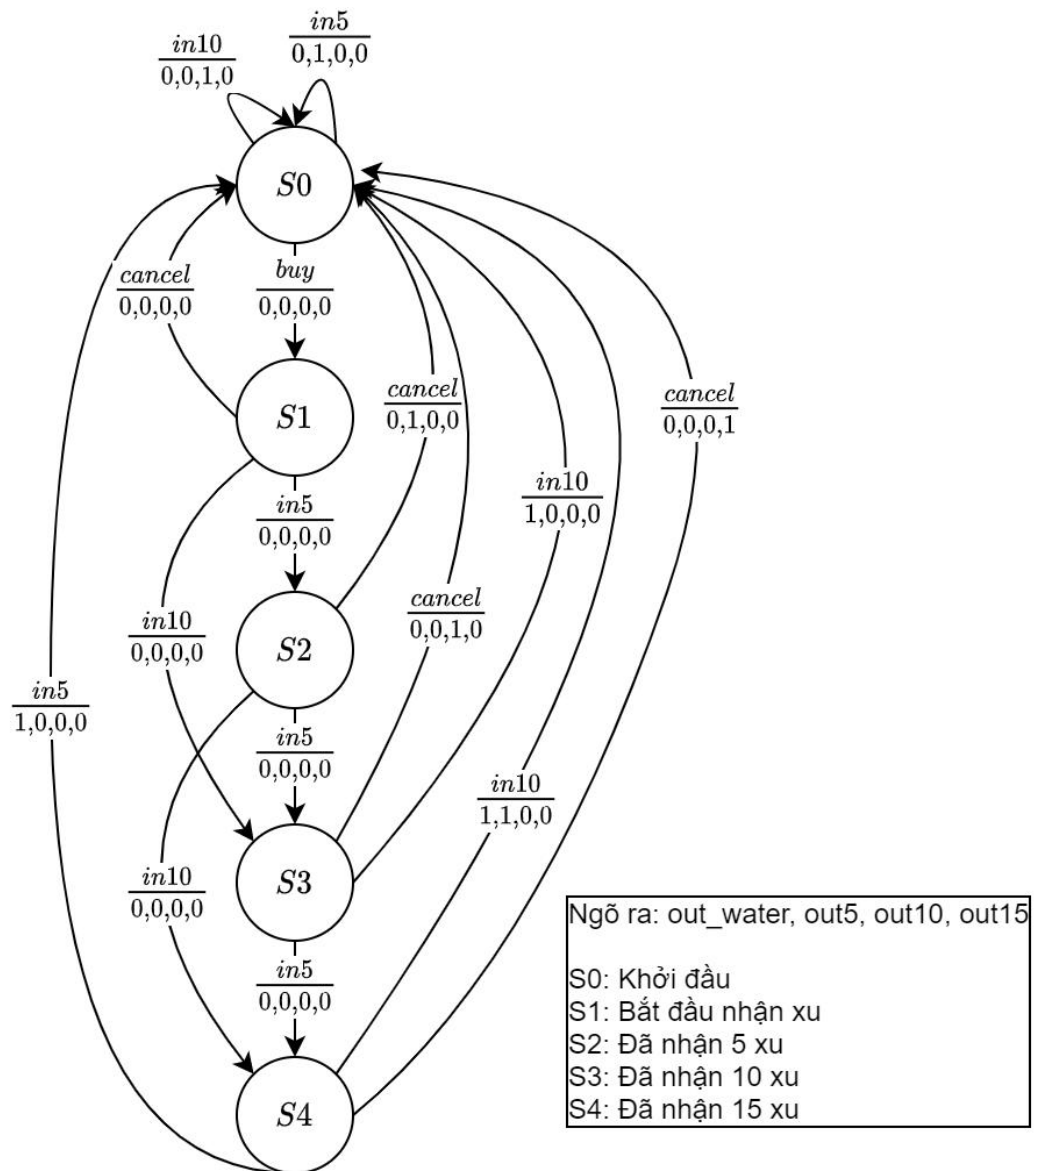 in5
0,1,0,0
in10
0,0,1,0
S0
cancel
0,0,0,0
buy
0,0,0,0
cancel
0,1,0,0
cancel
0,0,0,1
S1
in10
1,0,0,0
in5
0,0,0,0
cancel
0,0,1,0
in10
0,0,0,0
S2
in5
1,0,0,0
in5
0,0,0,0
in10
1,1,0,0
S3
in10
0,0,0,0
in5
0,0,0,0
S4
Ngõ ra: out_water, out5, out10, out15
S0: Khởi đầu
S1: Bắt đầu nhận xu
S2: Đã nhận 5 xu
S3: Đã nhận 10 xu
S4: Đã nhận 15 xu